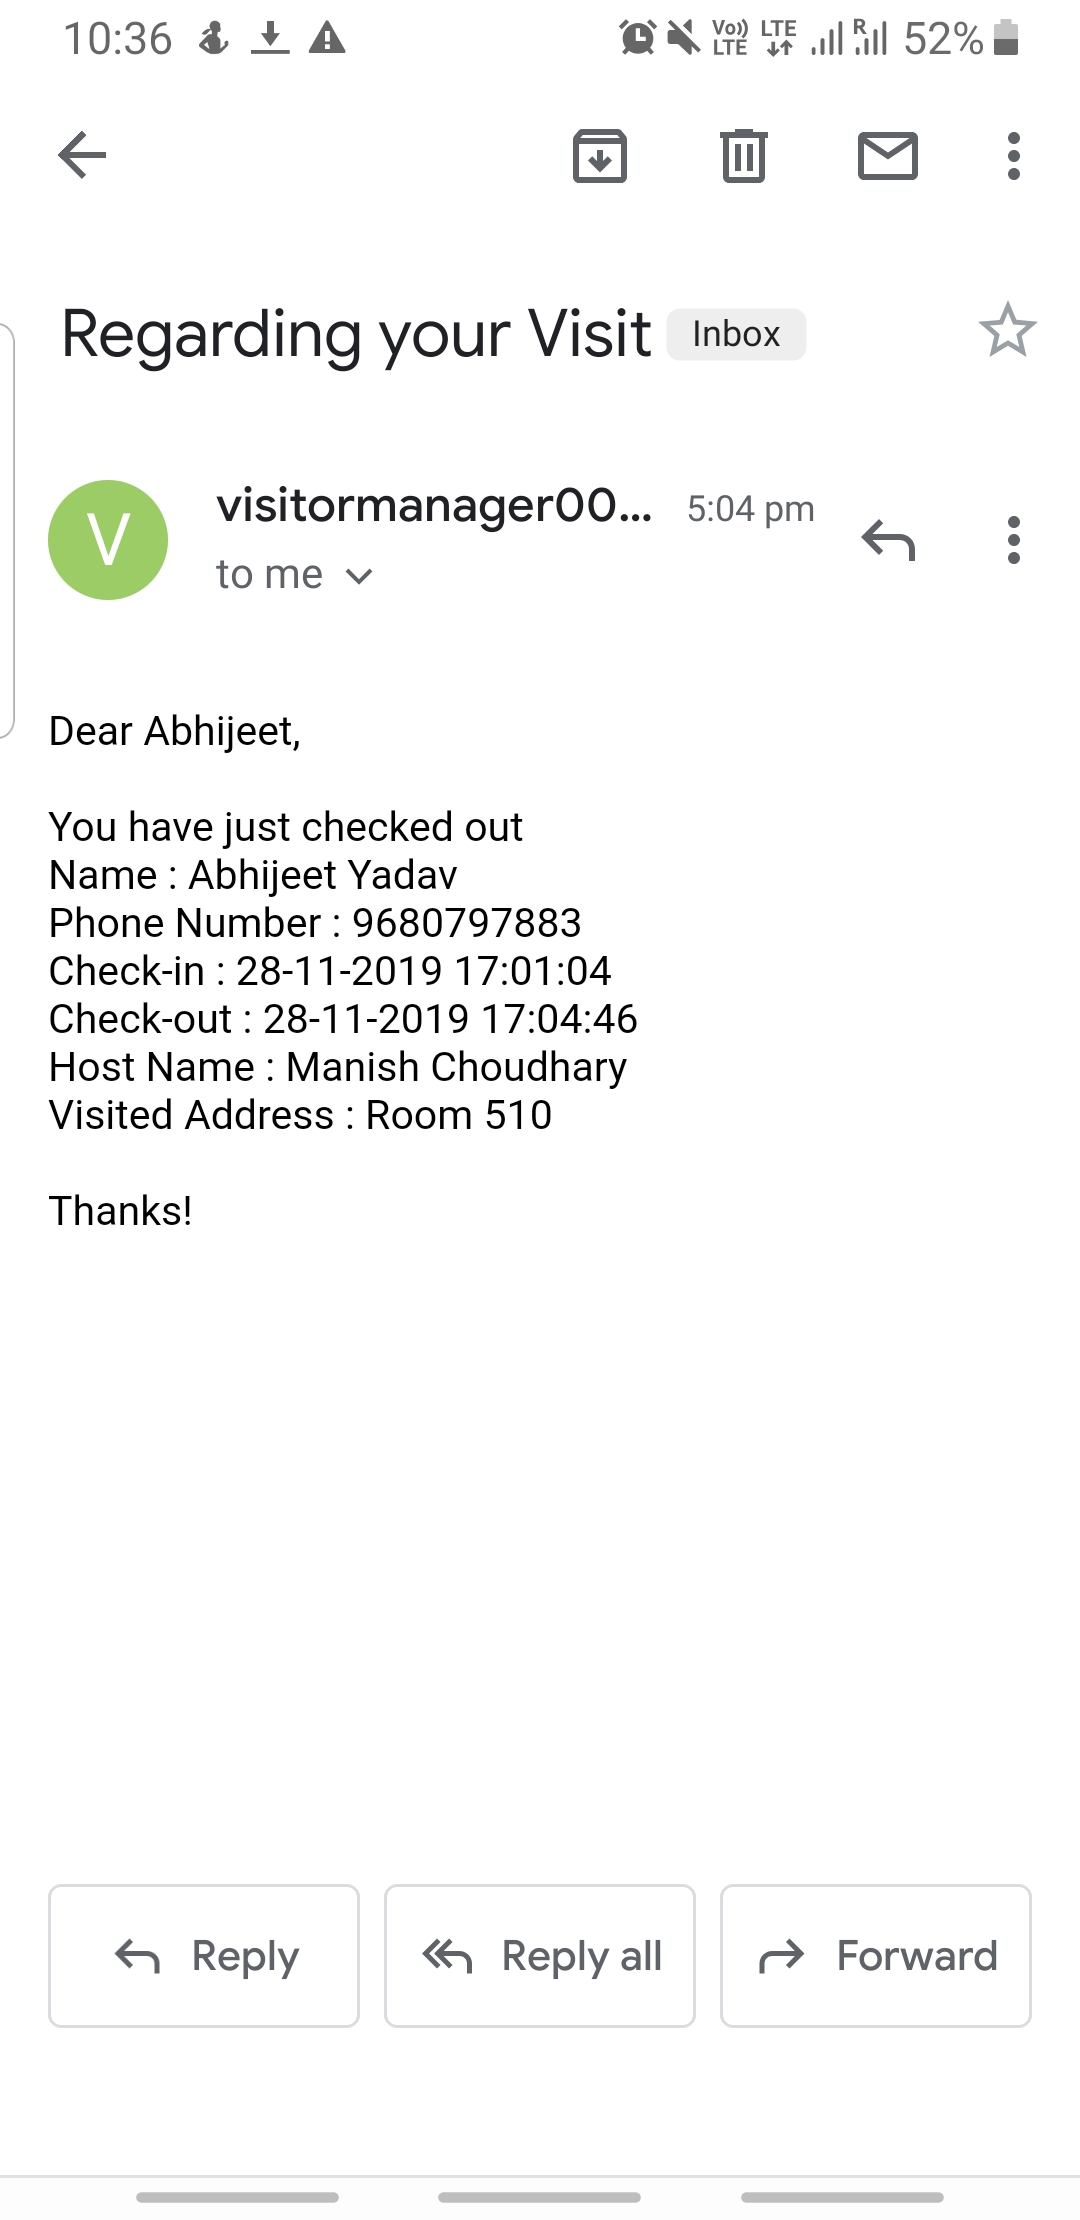 10:36 Vo)) LTE LTE R 52%
Regarding your Visit Inbox
V
visitormanager00... 5:04 pm
to me
Dear Abhijeet,
You have just checked out
Name : Abhijeet Yadav
Phone Number : 9680797883
Check-in : 28-11-2019 17:01:04
Check-out : 28-11-2019 17:04:46
Host Name : Manish Choudhary
Visited Address : Room 510
Thanks!
Reply Reply all Forward